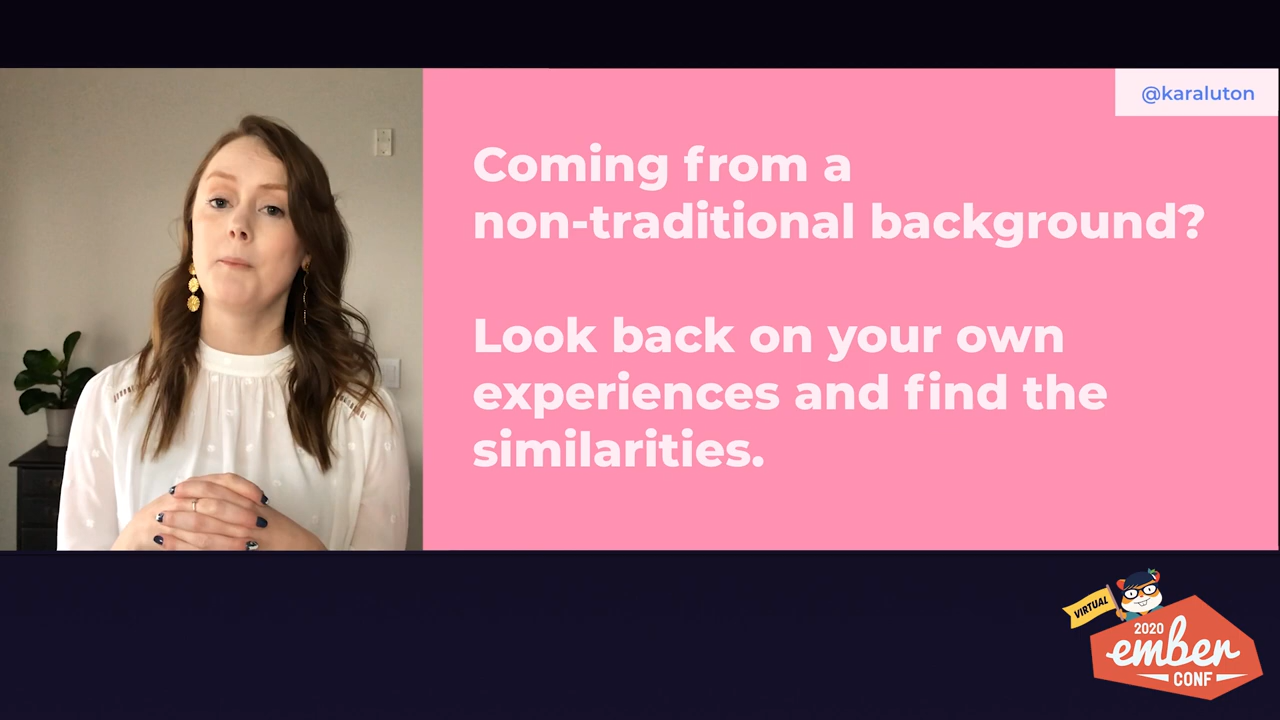 @karaluton
Coming from a
non-traditional background?
Look back on your own
experiences and find the
similarities.
VIRTUAL
2020
ember
CONF